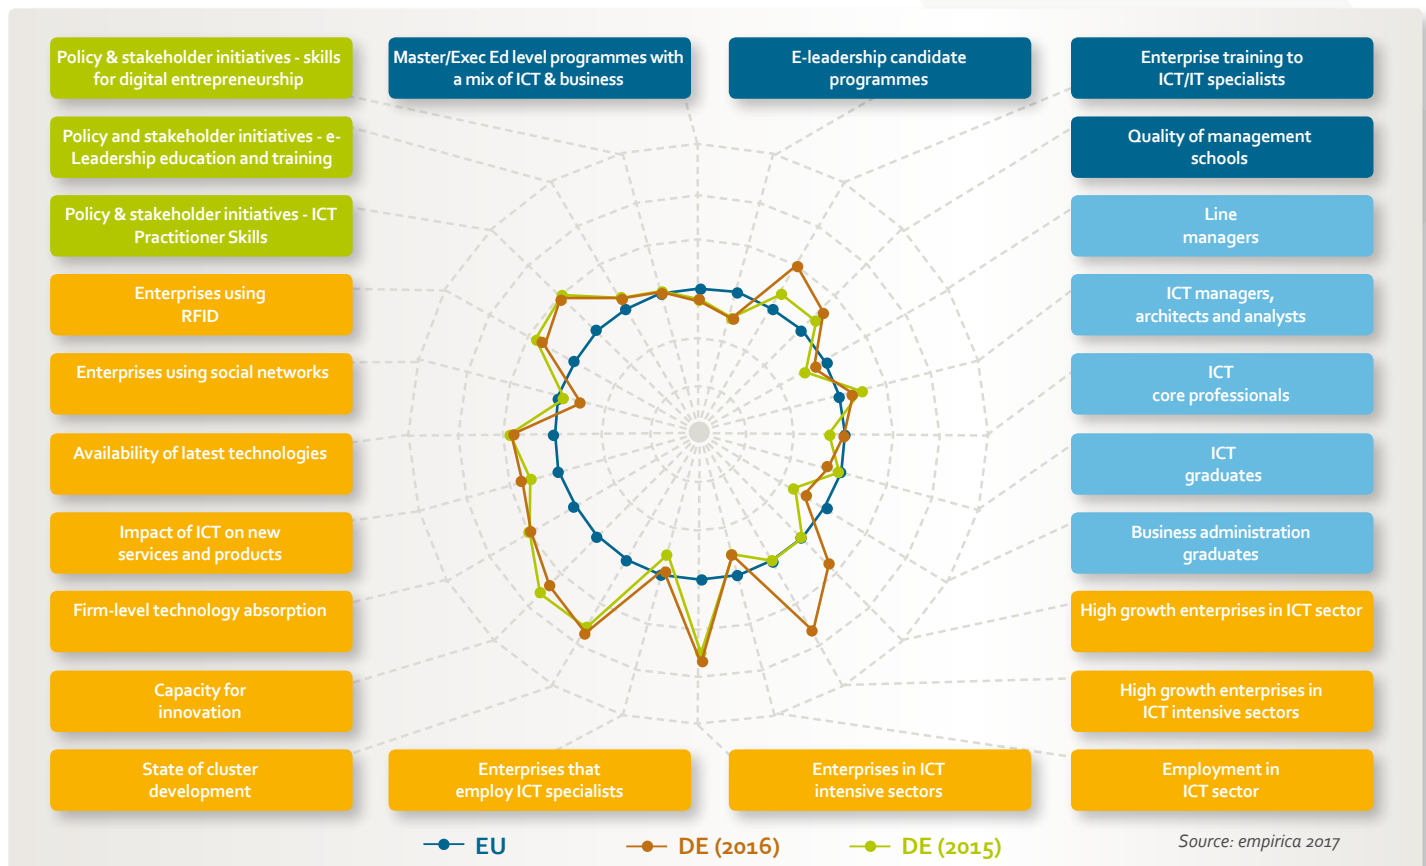 Policy & stakeholder initiatives - skills
for digital entrepreneurship
Master/Exec Ed level programmes with
a mix of ICT & business
E-leadership candidate
programmes
Enterprise training to
ICT/IT specialists
Policy and stakeholder initiatives - e-
Leadership education and training
Quality of management
schools
Policy & stakeholder initiatives - ICT
Practitioner Skills
Line
managers
Enterprises using
RFID
ICT managers,
architects and analysts
Enterprises using social networks
ICT
core professionals
Availability of latest technologies
ICT
graduates
Impact of ICT on new
services and products
Business administration
graduates
Firm-level technology absorption
High growth enterprises in ICT sector
Capacity for
innovation
High growth enterprises in
ICT intensive sectors
State of cluster
development
Enterprises that
employ ICT specialists
Enterprises in ICT
intensive sectors
Employment in
ICT sector
EU
DE (2016)
DE (2015)
Source: empirica 2017